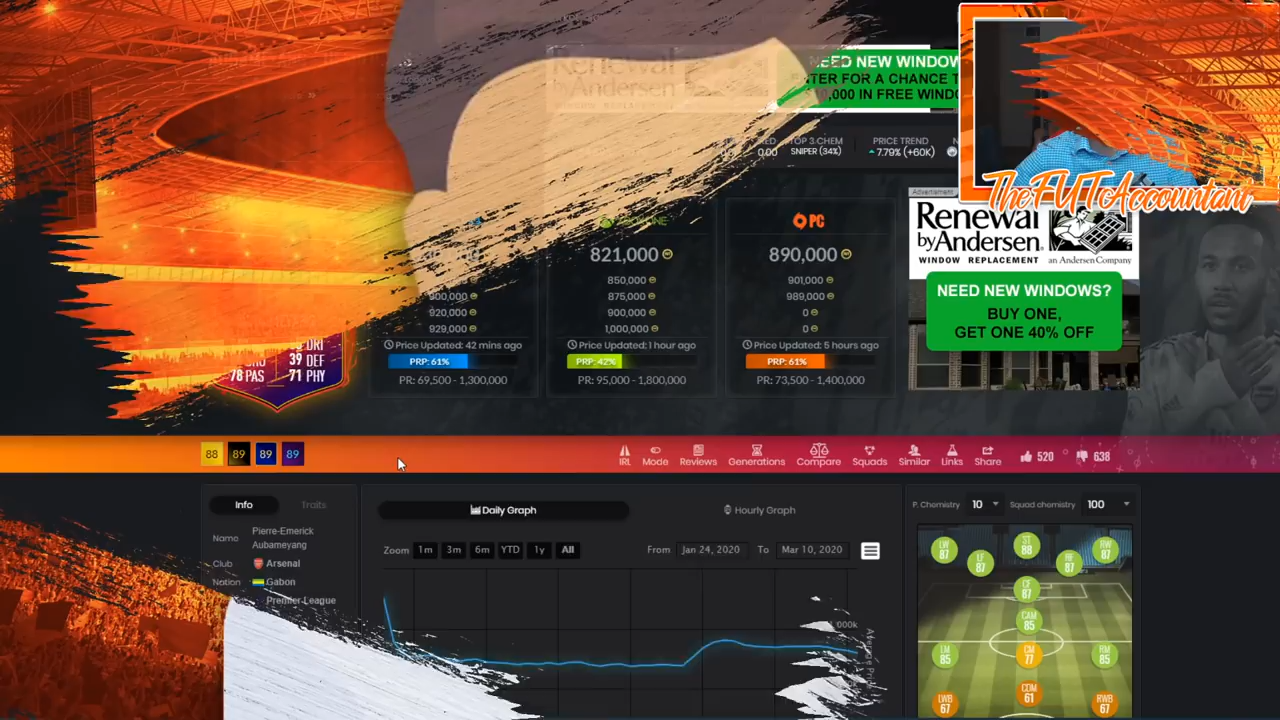 Renewal
byAndersen
WINDOW REPLACEMENT
NEED NEW WINDOW
TER FOR A CHANCE T
,000 IN FREE WIND
0.00
TOP 3 CHEM
SNIPER (34%)
PRICE TREND
7.79% (+60K)
TheFUTAccountant
Advertisment
Renewal
byAndersen
WINDOW REPLACEMENT
an Andersen Company
NEED NEW WINDOWS?
BUY ONE,
GET ONE 40% OFF
900,000
920,000
929,000
Price Updated: 42 mins ago
PRP: 61%
PR: 69,500 - 1,300,000
821,000
850,000
875,000
900,000
1,000,000
Price Updated: 1 hour ago
PRP: 42%
PR: 95,000 - 1,800,000
PC
890,000
901,000
989,000
0
0
Price Updated: 5 hours ago
PRP: 61%
PR: 73,500 - 1,400,000
DRI
39 DEF
78 PAS
71 PHY
88 89 89 89
IRL Mode Reviews Generations Compare Squads Similar Links Share
520
638
Info
Traits
Name
Pierre-Emerick
Aubameyang
Club
Arsenal
Nation
Gabon
Premier League
Daily Graph
Hourly Graph
Zoom 1m 3m 6m YTD 1y All
From Jan 24, 2020 To Mar 10, 2020
P. Chemistry 10
Squad chemistry 100
LW
87
LF
87
ST
88
RF
87
RW
87
CF
87
CAM
85
LM
85
CM
77
RM
85
LWB
67
CDM
61
RWB
67